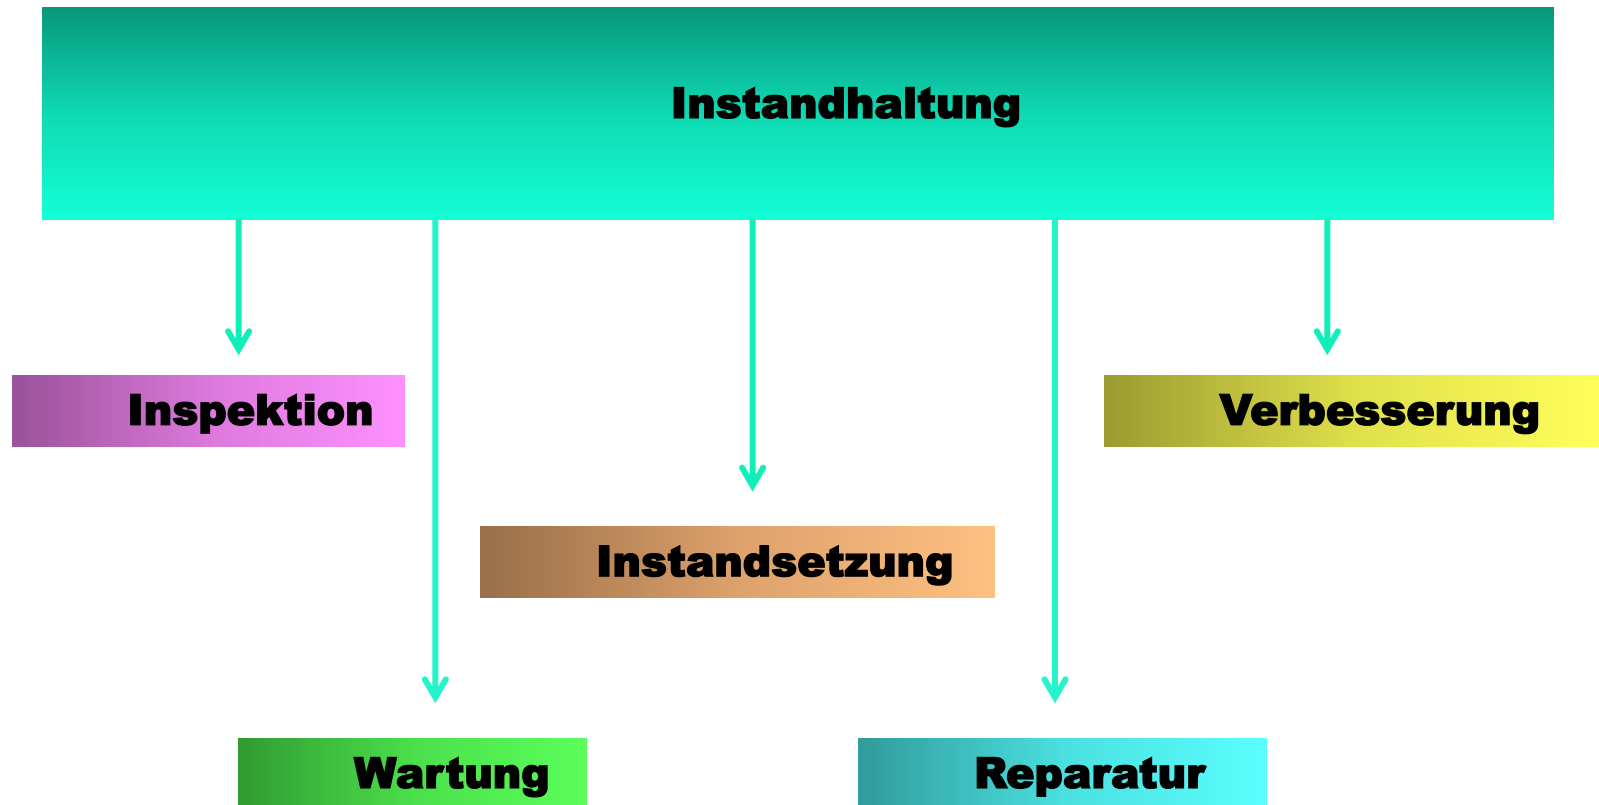 Instandhaltung
Inspektion
Verbesserung
Instandsetzung
Wartung
Reparatur